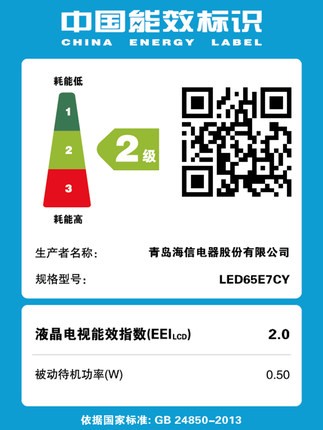 中国能效标识
CHINA ENERGY LABEL
耗能低
1
2
3
耗能高
2级
生产者名称： 青岛海信电器股份有限公司
规格型号： LED65E7CY
液晶电视能效指数(EEILCD) 2.0
被动待机功率(W) 0.50
依据国家标准: GB 24850-2013